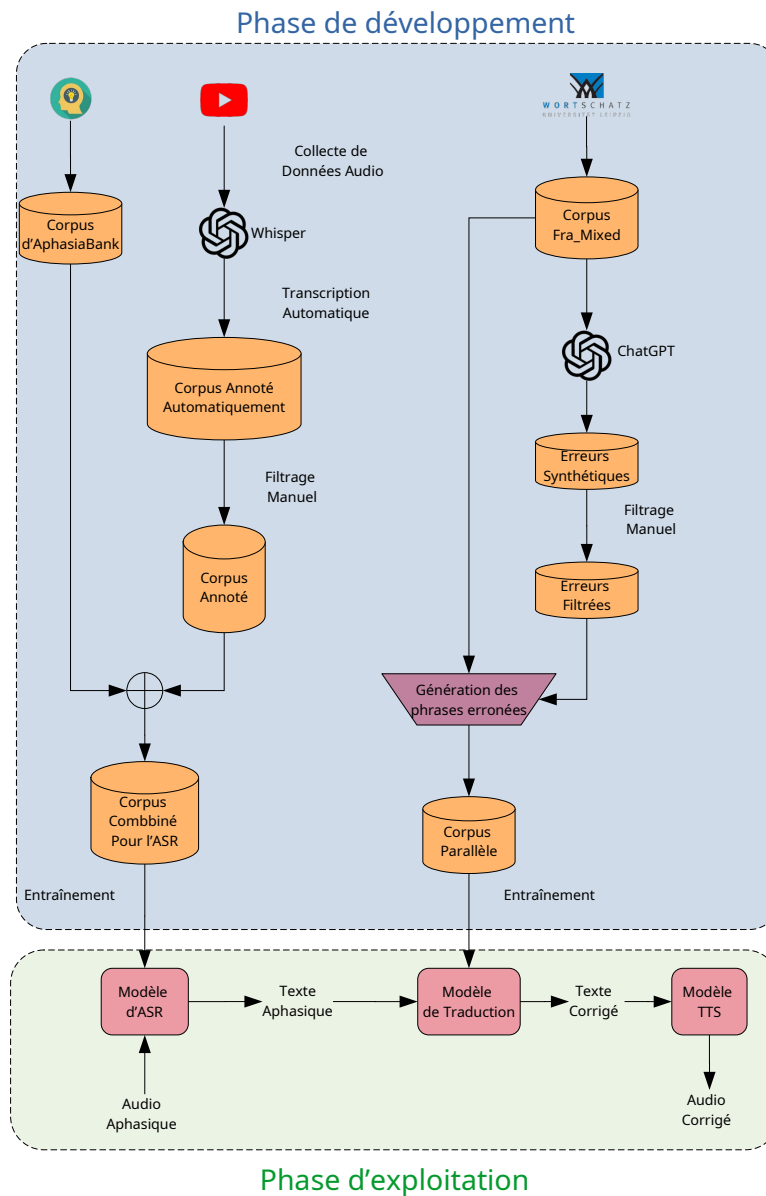 Phase de développement
WORTSCHATZ
UNIVERSITÄT LEIPZIG
Collecte de
Données Audio
Corpus
d’AphasiaBank
Whisper
Corpus
Fra_Mixed
Transcription
Automatique
ChatGPT
Corpus Annoté
Automatiquement
Erreurs
Synthétiques
Filtrage
Manuel
Filtrage
Manuel
Corpus
Annoté
Erreurs
Filtrées
Génération des
phrases erronées
Corpus
Combbiné
Pour l’ASR
Corpus
Parallèle
Entraînement
Entraînement
Modèle
d’ASR
Texte
Aphasique
Modèle
de Traduction
Texte
Corrigé
Modèle
TTS
Audio
Aphasique
Audio
Corrigé
Phase d’exploitation